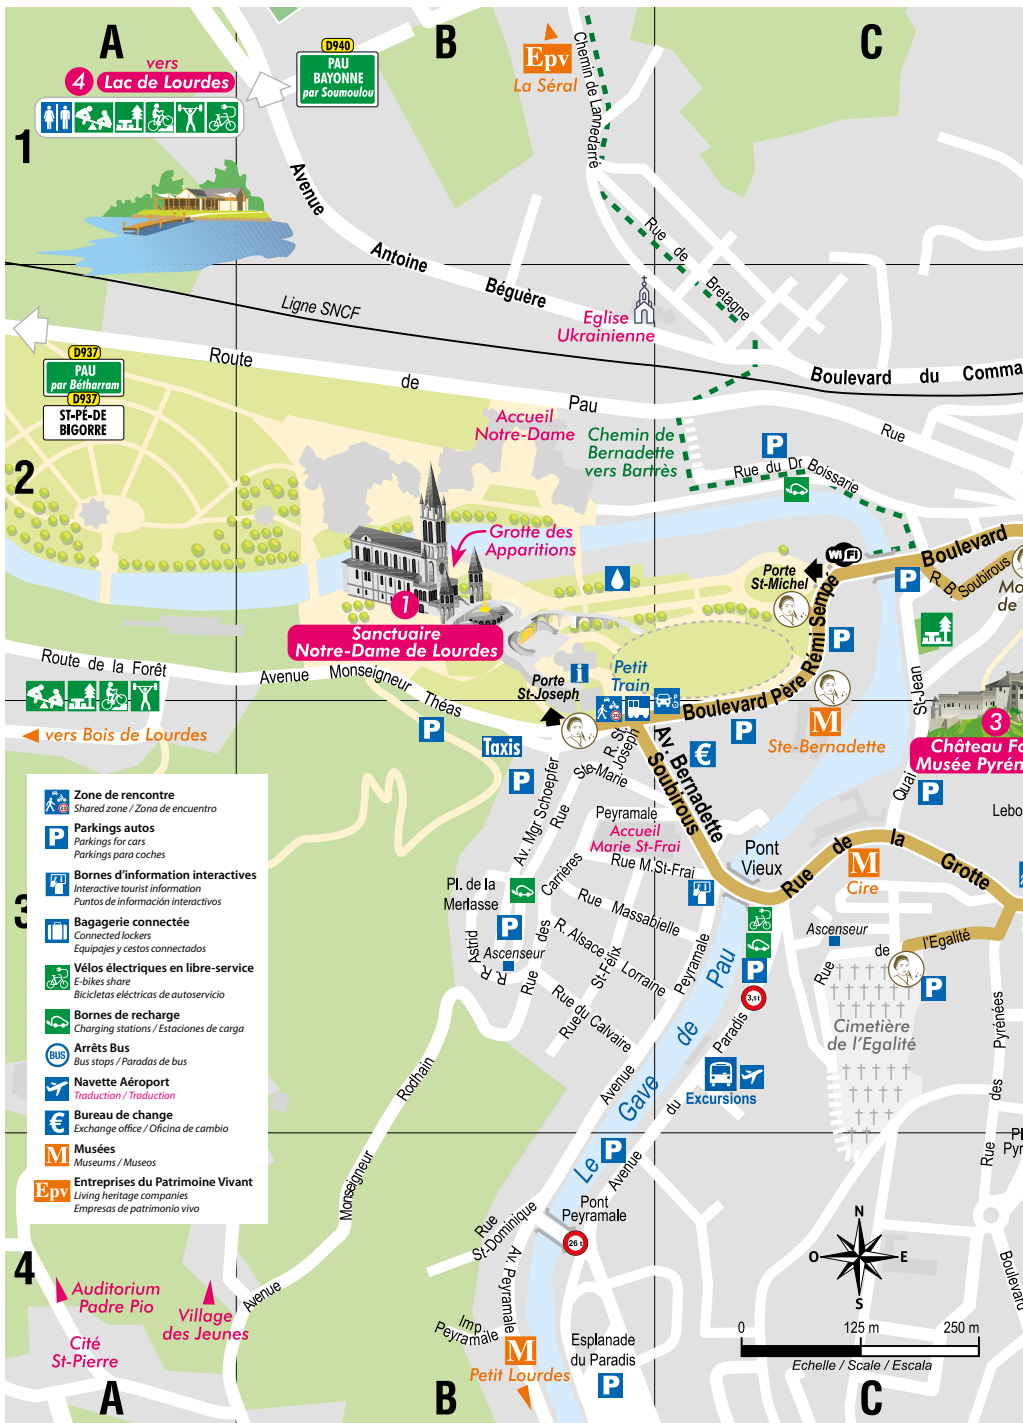 A
B
C
vers
4 Lac de Lourdes
D940
PAU
BAYONNE
par Soumoulou
Epv
La Séral
Chemin de Lannedarré
1
Avenue
Antoine
Béguère
Rue de Bretagne
Ligne SNCF
Eglise
Ukrainienne
D937
PAU
par Bétharram
D937
ST-PÉ-DE
BIGORRE
Route de Pau
Boulevard du Comma
Accueil
Notre-Dame
Chemin de
Bernadette
vers Bartrès
P
Rue
Rue du Dr Boissarie
2
Grotte des
Apparitions
WiFi
Porte
St-Michel
Boulevard
P
R. B. Soubirous
Mo
de
1
Sanctuaire
Notre-Dame de Lourdes
P
Boulevard Père Rémi Sempé
Route de la Forêt
Avenue Monseigneur Théas
Porte
St-Joseph
i
Petit
Train
20
P
Quai St-Jean
3
Château Fo
Musée Pyrén
vers Bois de Lourdes
P
Taxis
P
R. St-Joseph
Ste-Marie
Rue
P
€
M
Ste-Bernadette
Av. Bernadette
Soubirous
P
Lebo
Zone de rencontre
Shared zone / Zona de encuentro
P
Parkings autos
Parkings for cars
Parkings para coches
Bornes d'information interactives
Interactive tourist information
Puntos de información interactivos
Bagagerie connectée
Connected lockers
Equipajes y cestos connectados
Vélos électriques en libre-service
E-bikes share
Bicicletas eléctricas de autoservicio
Bornes de recharge
Charging stations / Estaciones de carga
BUS
Arrêts Bus
Bus stops / Paradas de bus
Navette Aéroport
Traduction / Traduction
€
Bureau de change
Exchange office / Oficina de cambio
M
Musées
Museums / Museos
Epv
Entreprises du Patrimoine Vivant
Living heritage companies
Empresas de patrimonio vivo
3
Av. Mgr Schoepfer
Peyramale
Accueil
Marie St-Frai
Rue M.St-Frai
Pont
Vieux
Rue de la Grotte
M
Cire
Pl. de la
Merlasse
P
Rue des Carrières
Rue Massabielle
R. Alsace Lorraine
Rue St-Félix
Rue du Calvaire
R. Astrid
Ascenseur
Avenue Peyramale
P
3,5 t
Ascenseur
Rue de l'Egalité
P
Cimetière
de l'Egalité
Rue des Pyrénées
Pl
Pyr
Le Gave de Pau
Excursions
Avenue du Paradis
P
Avenue Monseigneur Rodhain
Pont
Peyramale
26 t
Rue
St-Dominique
Av. Peyramale
Imp.
Peyramale
4
Auditorium
Padre Pio
Village
des Jeunes
Cité
St-Pierre
M
Petit Lourdes
Esplanade
du Paradis
P
N
O
E
S
Boulevard
0
125 m
250 m
Echelle / Scale / Escala
A
B
C